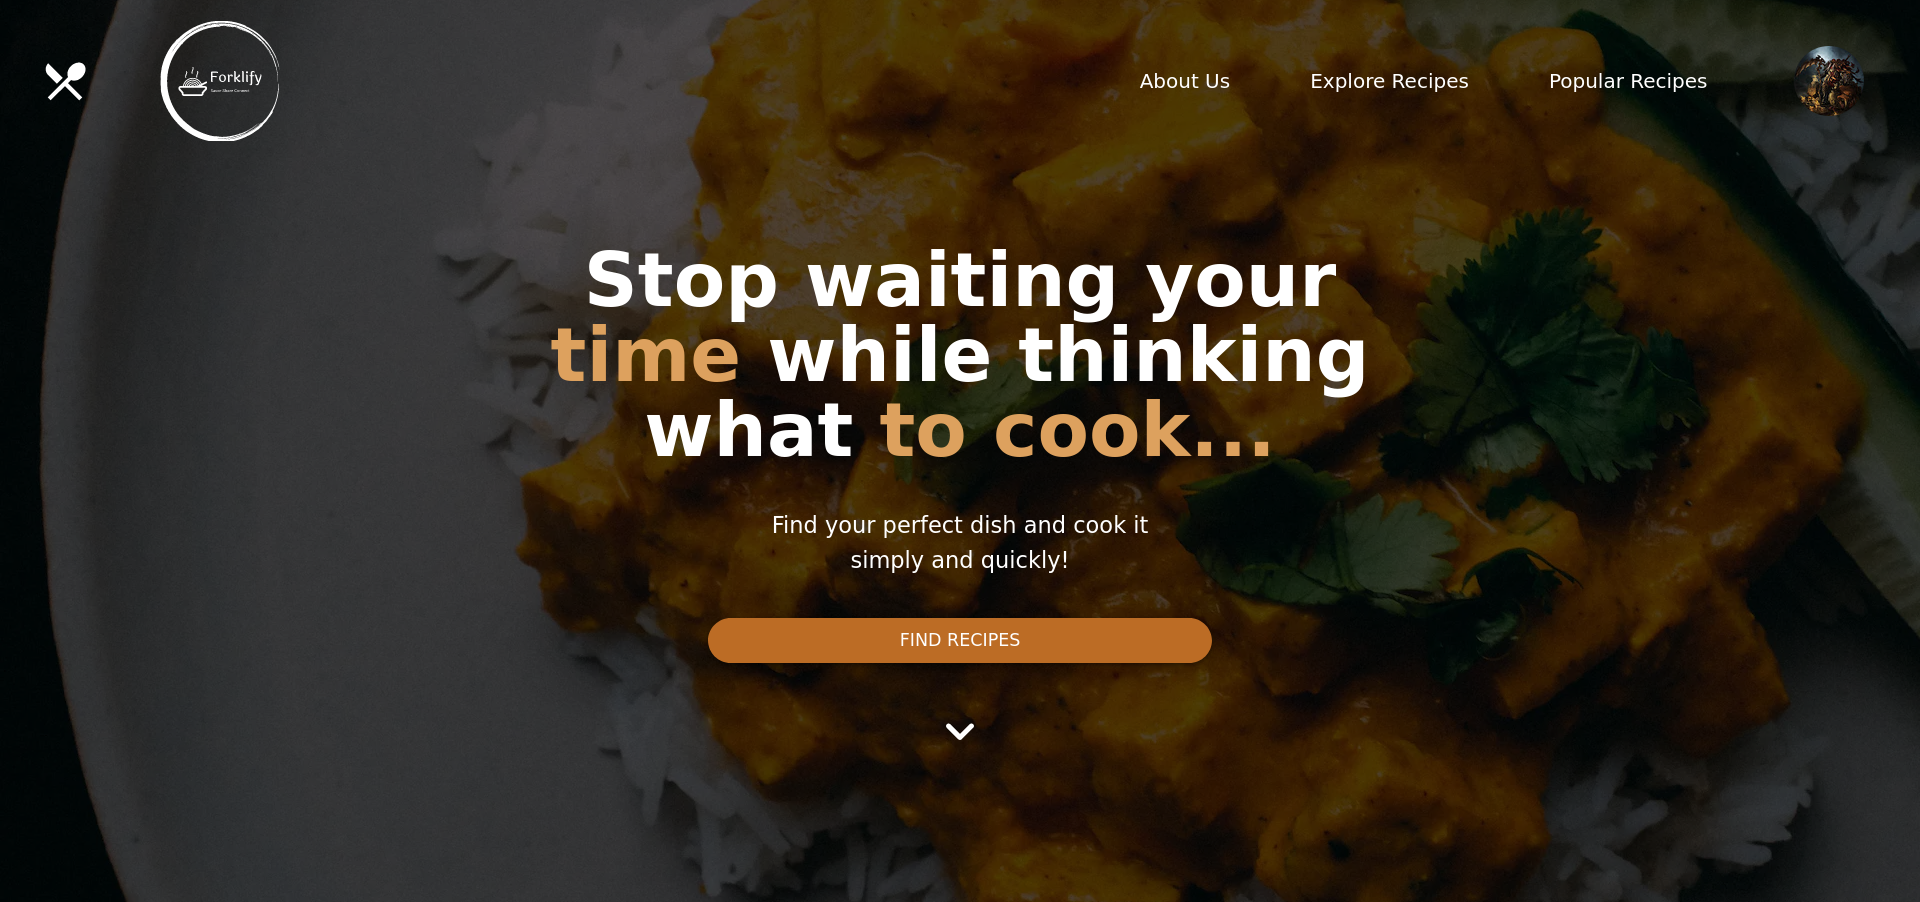 Forklify
About Us
Explore Recipes
Popular Recipes
Stop waiting your
time while thinking
what to cook...
Find your perfect dish and cook it
simply and quickly!
FIND RECIPES